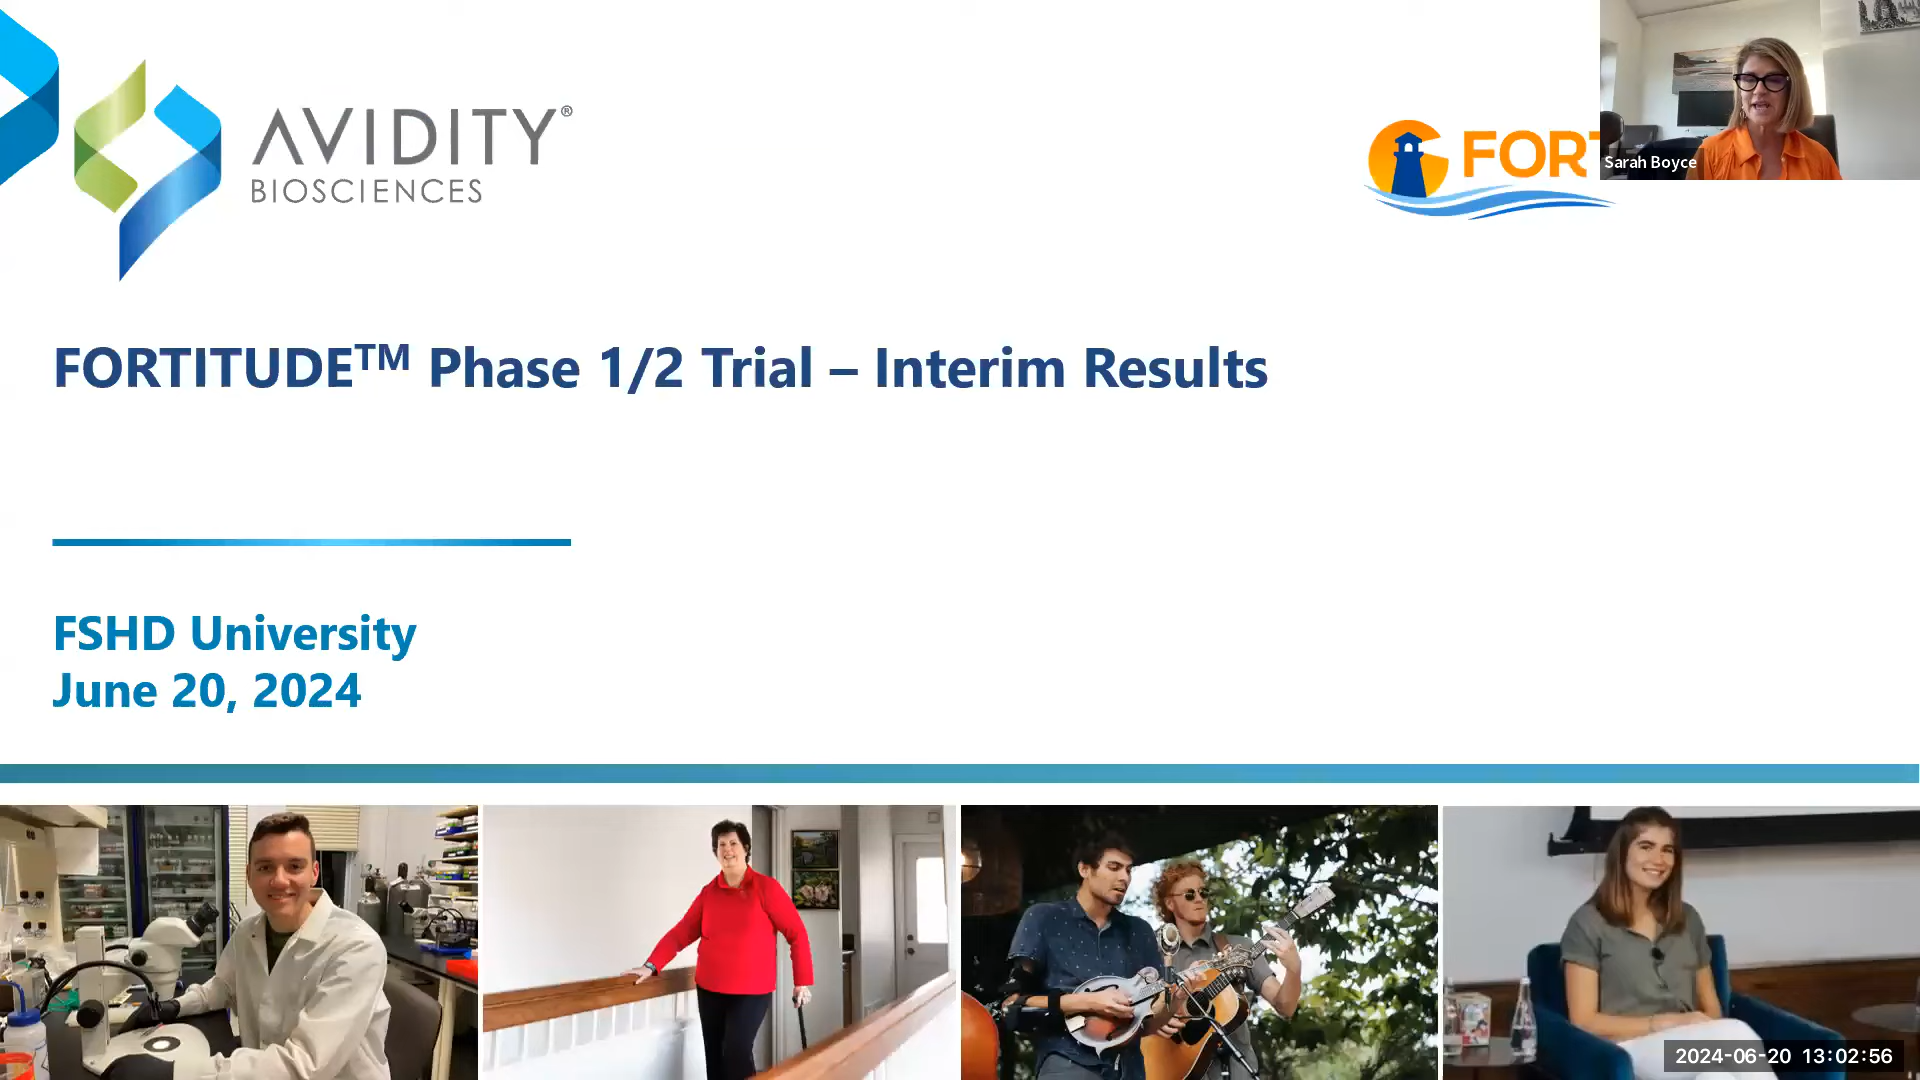 AVIDITY®
BIOSCIENCES
FORT
Sarah Boyce
FORTITUDE™ Phase 1/2 Trial – Interim Results
FSHD University
June 20, 2024
2024-06-20 13:02:56